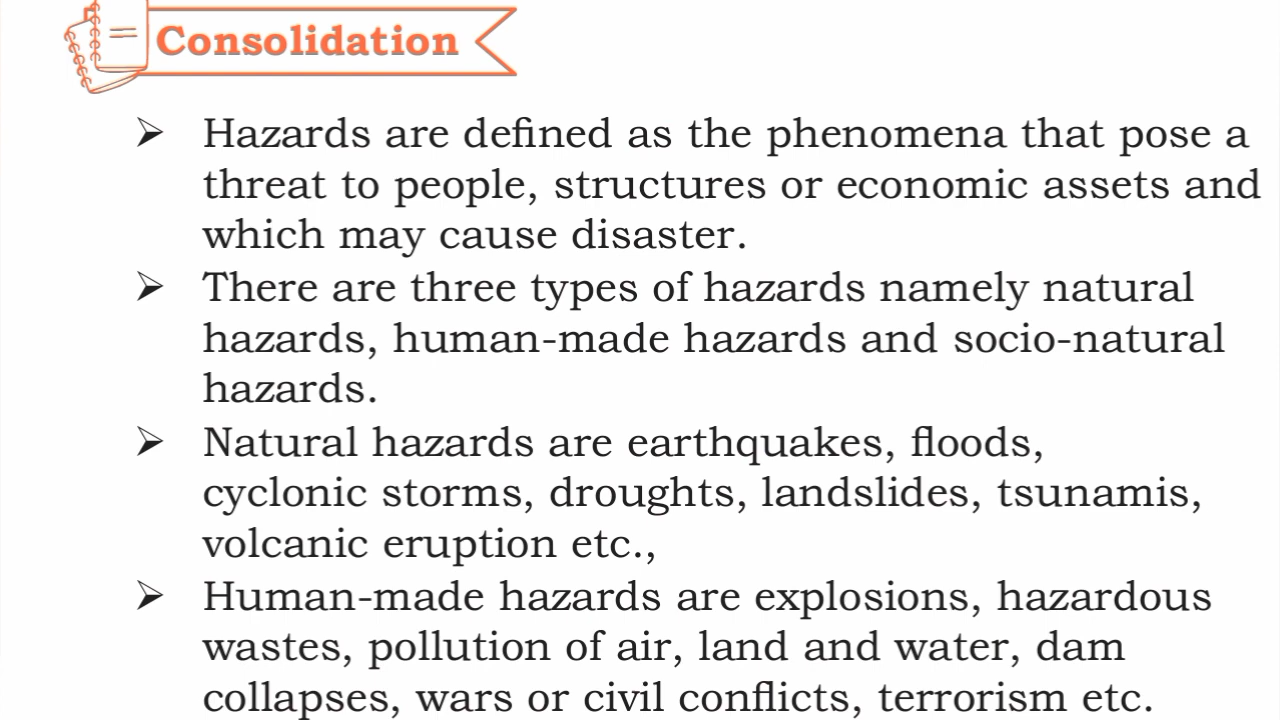 Consolidation
➢ Hazards are defined as the phenomena that pose a
threat to people, structures or economic assets and
which may cause disaster.
➢ There are three types of hazards namely natural
hazards, human-made hazards and socio-natural
hazards.
➢ Natural hazards are earthquakes, floods,
cyclonic storms, droughts, landslides, tsunamis,
volcanic eruption etc.,
➢ Human-made hazards are explosions, hazardous
wastes, pollution of air, land and water, dam
collapses, wars or civil conflicts, terrorism etc.